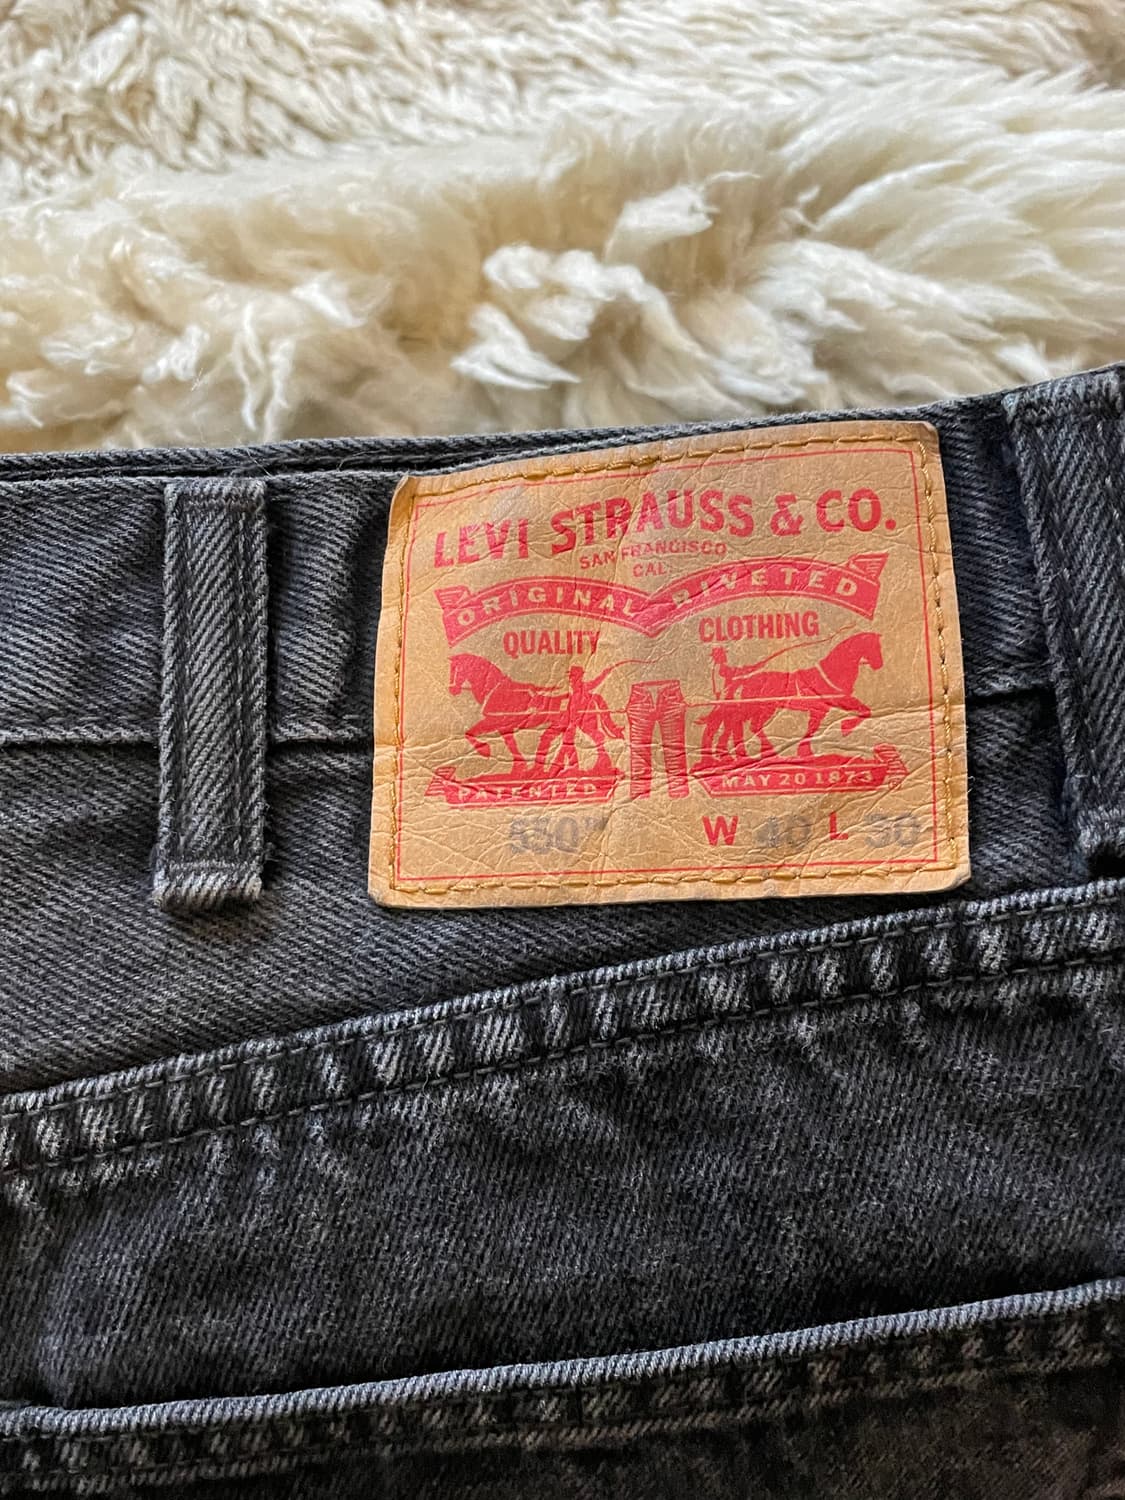 LEVI STRAUSS & CO.
SAN FRANCISCO
CAL.
ORIGINAL RIVETED
QUALITY CLOTHING
PATENTED MAY 20 1873
550™ W 40 L 30